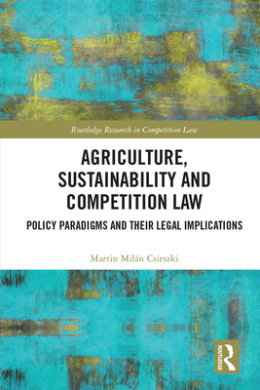 Routledge Research in Competition Law
AGRICULTURE,
SUSTAINABILITY AND
COMPETITION LAW
POLICY PARADIGMS AND THEIR LEGAL IMPLICATIONS
Martin Milán Csirszki
ROUTLEDGE